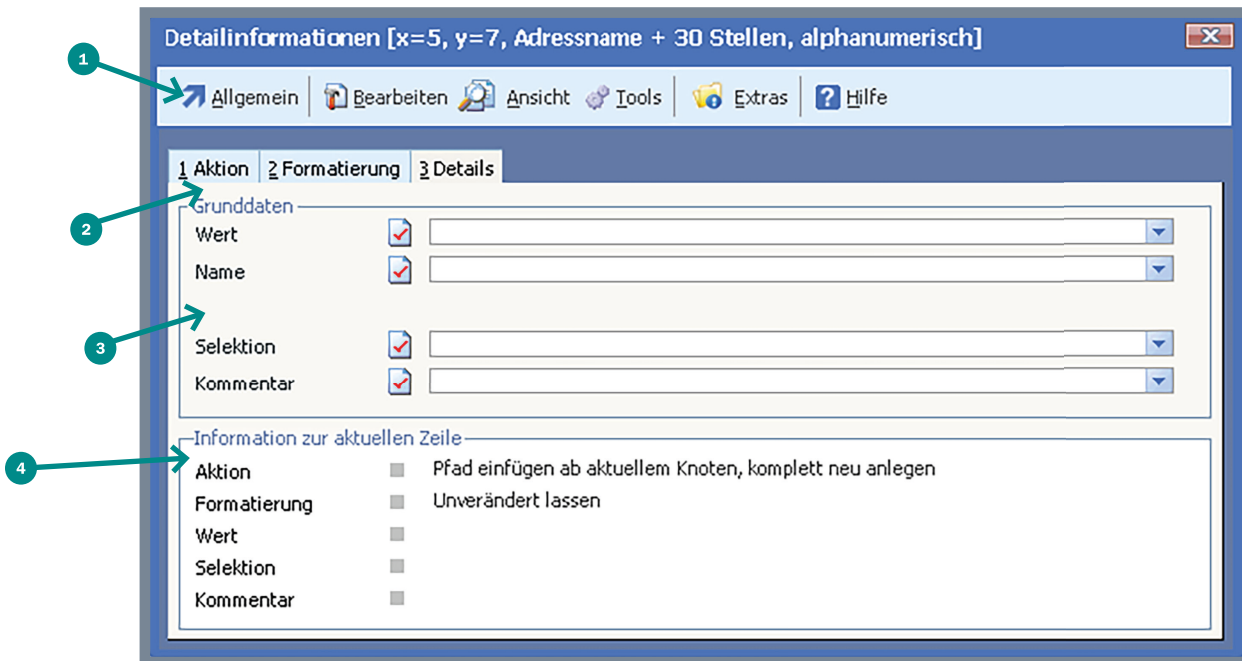 Detailinformationen [x=5, y=7, Adressname + 30 Stellen, alphanumerisch]
1
Allgemein Bearbeiten Ansicht Tools Extras Hilfe
1 Aktion 2 Formatierung 3 Details
Grunddaten
2
Wert
Name
3
Selektion
Kommentar
Information zur aktuellen Zeile
4
Aktion Pfad einfügen ab aktuellem Knoten, komplett neu anlegen
Formatierung Unverändert lassen
Wert
Selektion
Kommentar